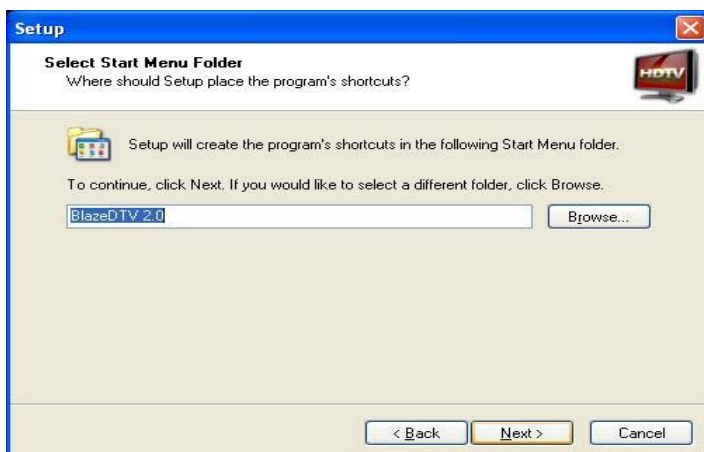 Setup
Select Start Menu Folder
Where should Setup place the program's shortcuts?
HDTV
Setup will create the program's shortcuts in the following Start Menu folder.
To continue, click Next. If you would like to select a different folder, click Browse.
BlazeDTV 2.0
Browse...
< Back
Next >
Cancel